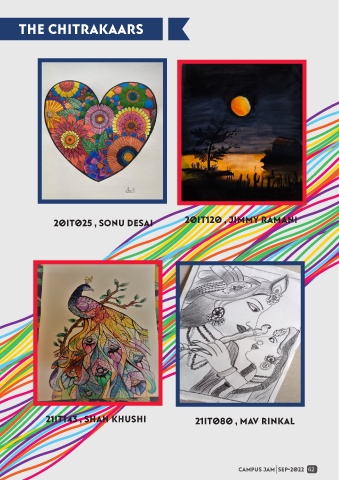 THE CHITRAKAARS
20IT025 , SONU DESAI
20IT120 , JIMMY RAMANI
21IT143 , SHAH KHUSHI
21IT080 , MAV RINKAL
CAMPUS JAM | SEP-2022 62